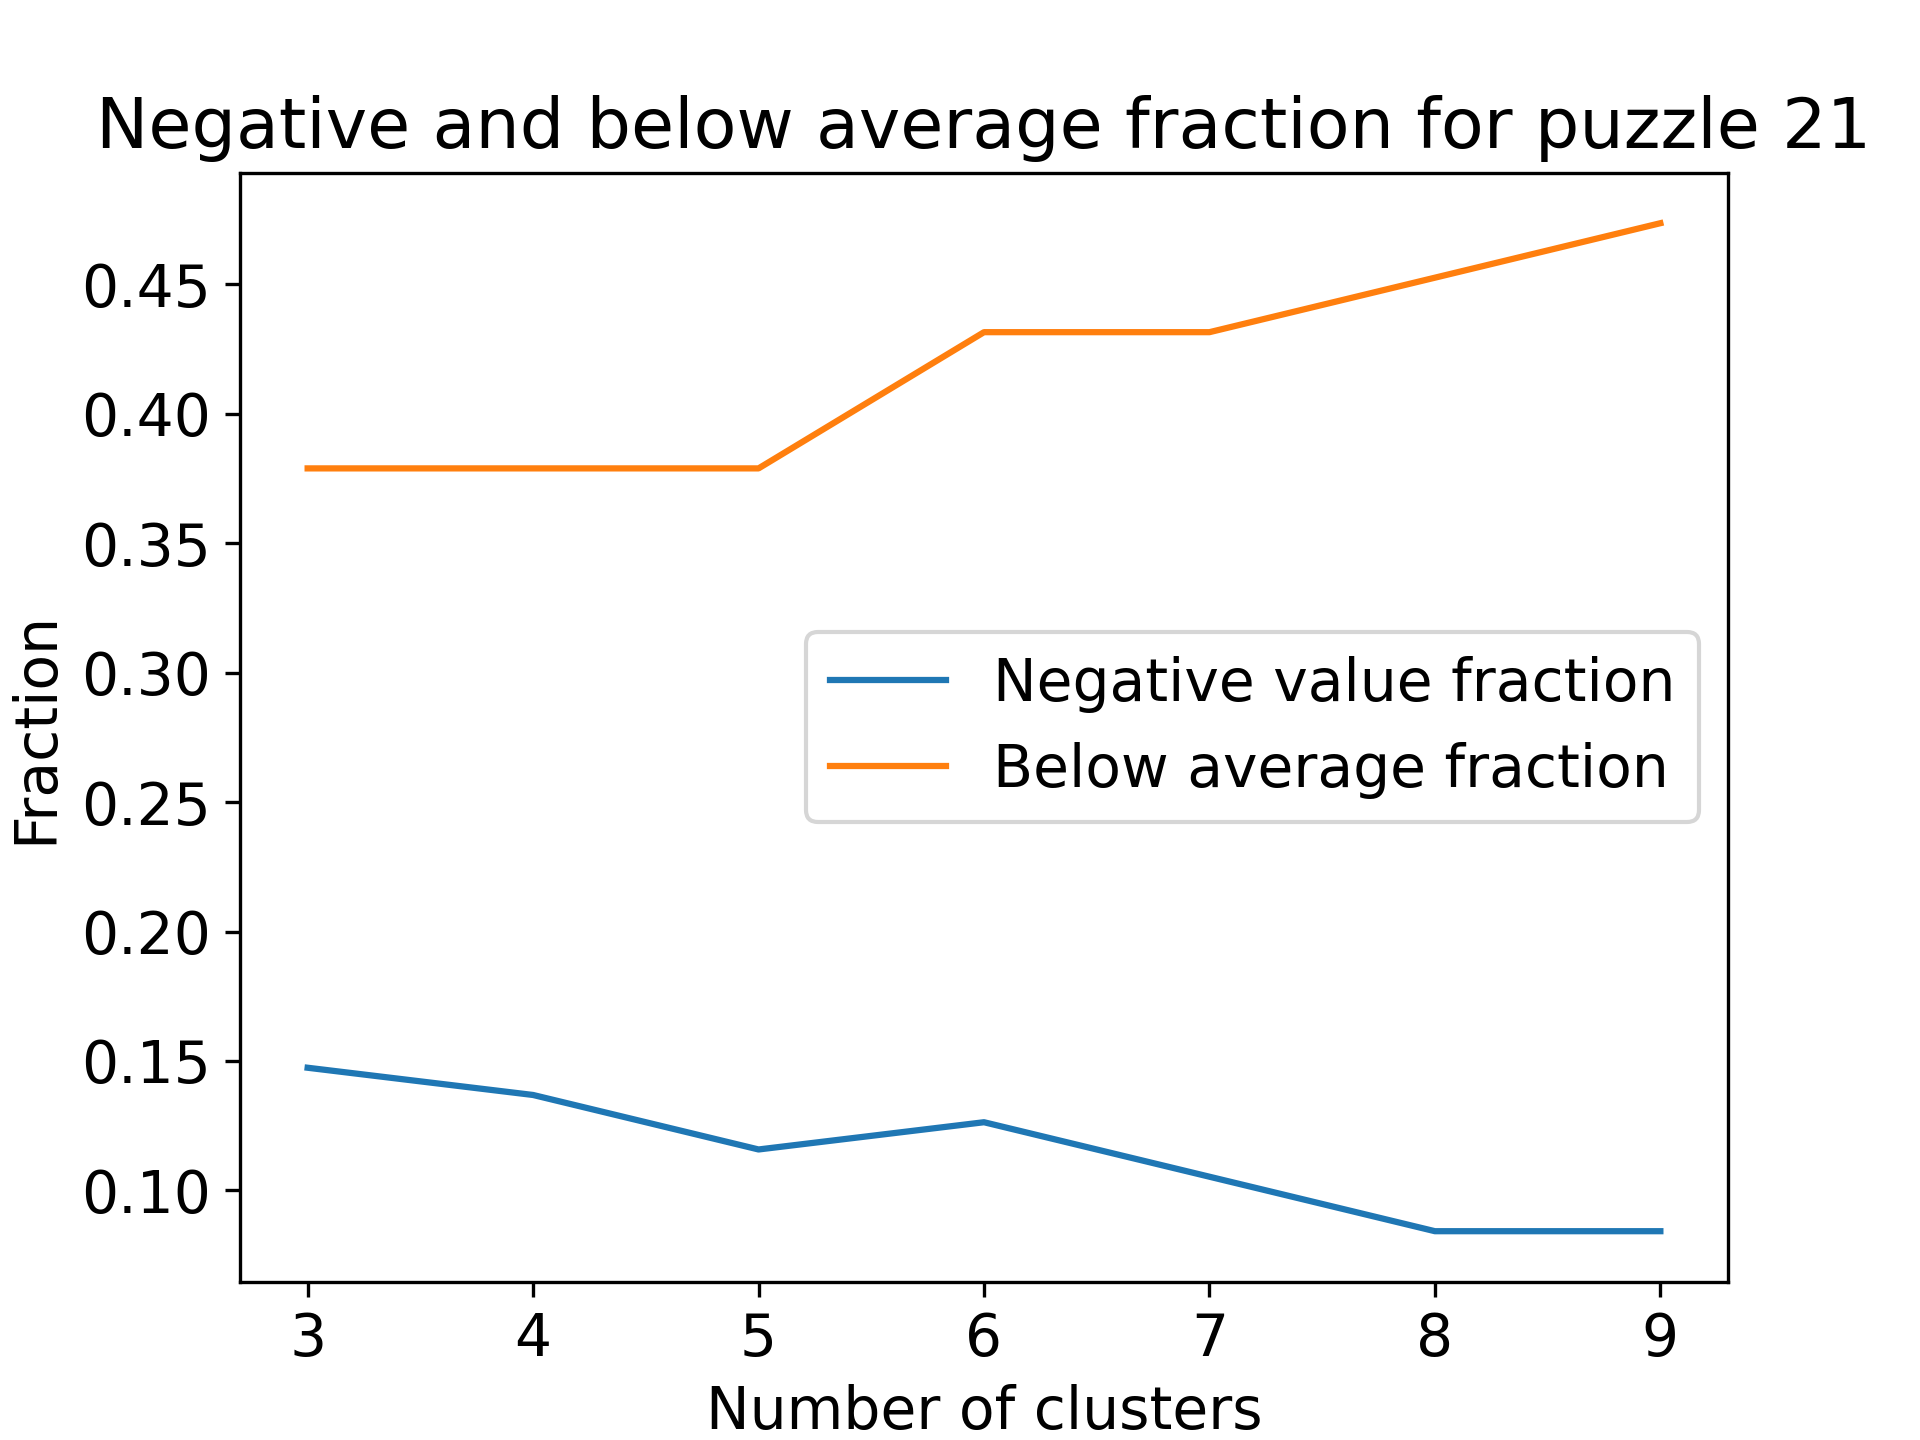 Negative and below average fraction for puzzle 21
0.45
0.40
0.35
0.30
0.25
0.20
0.15
0.10
Fraction
Negative value fraction
Below average fraction
3 4 5 6 7 8 9
Number of clusters